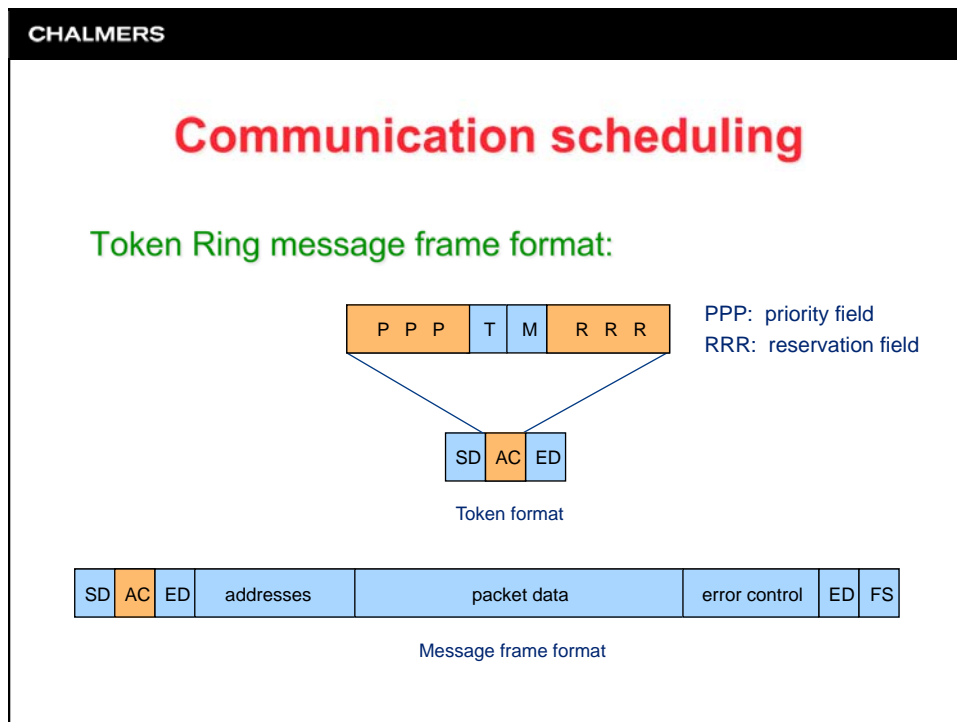 CHALMERS
Communication scheduling
Token Ring message frame format:
P P P T M R R R
PPP: priority field
RRR: reservation field
SD AC ED
Token format
SD AC ED addresses packet data error control ED FS
Message frame format